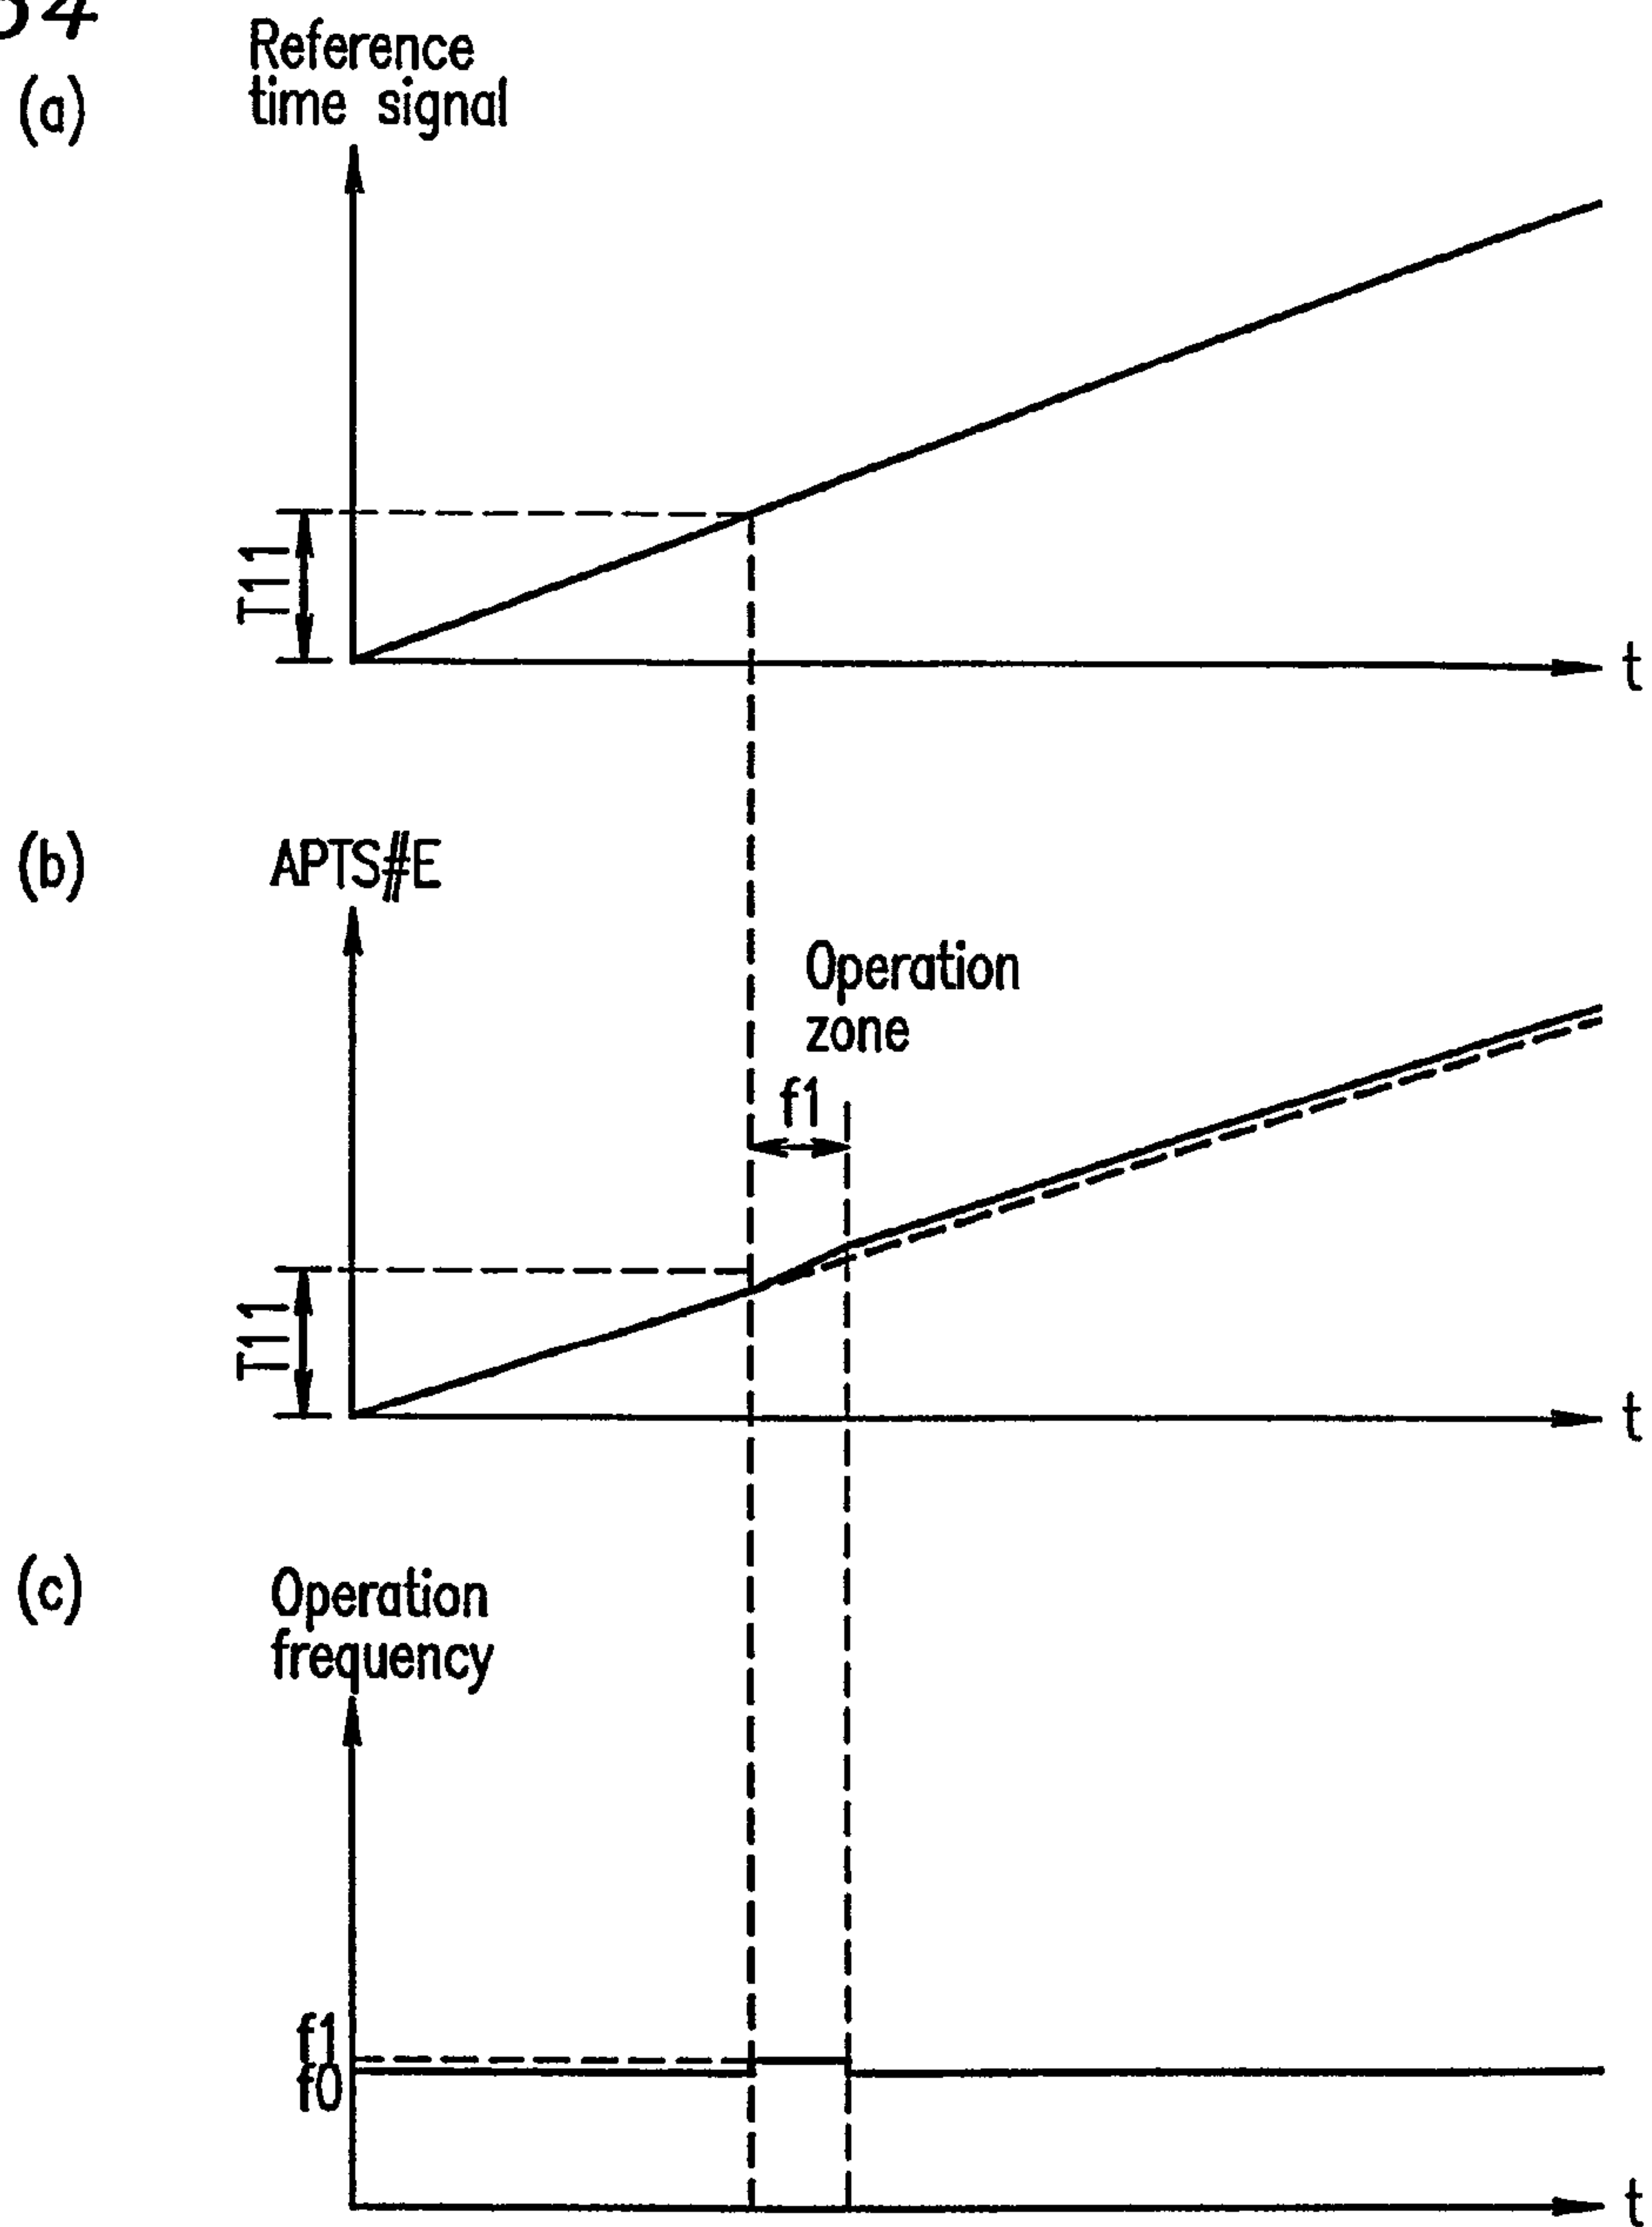 (a)
Reference
time signal
T11
t
(b)
APTS#E
Operation
zone
f1
T11
t
(c)
Operation
frequency
f1
f0
t